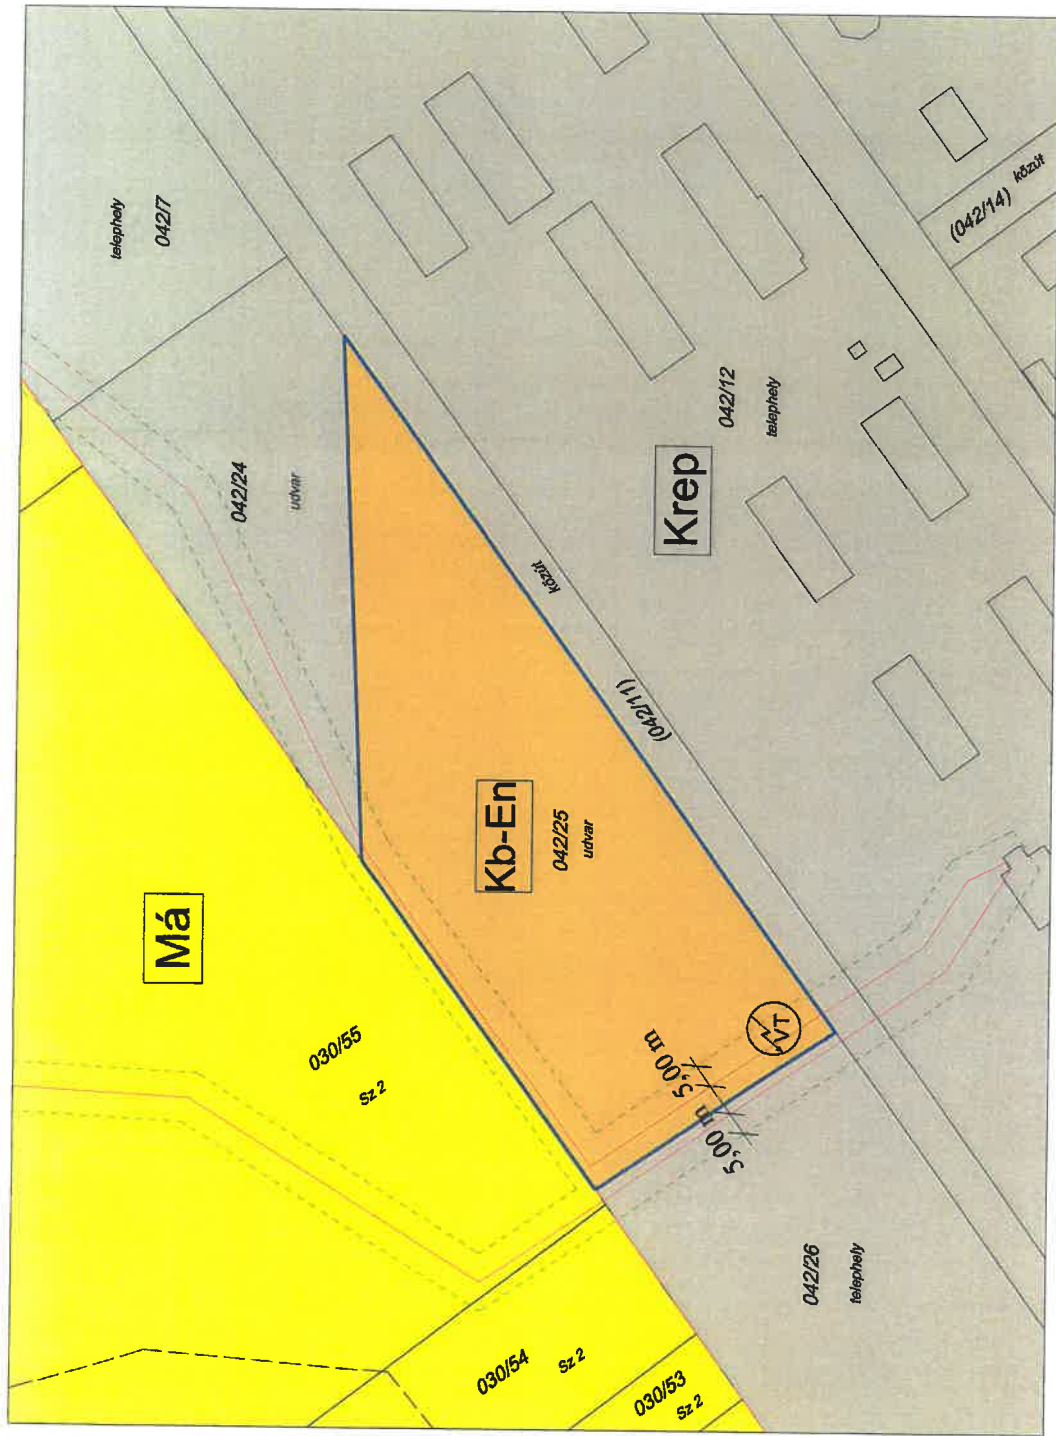 telephely
042/7
042/24
udvar
Má
030/55
Sz 2
Kb-En
042/25
udvar
közút
(042/11)
Krep
042/12
telephely
(042/14) közút
VT
5,00 m
5,00 m
042/26
telephely
030/54
Sz 2
030/53
Sz 2